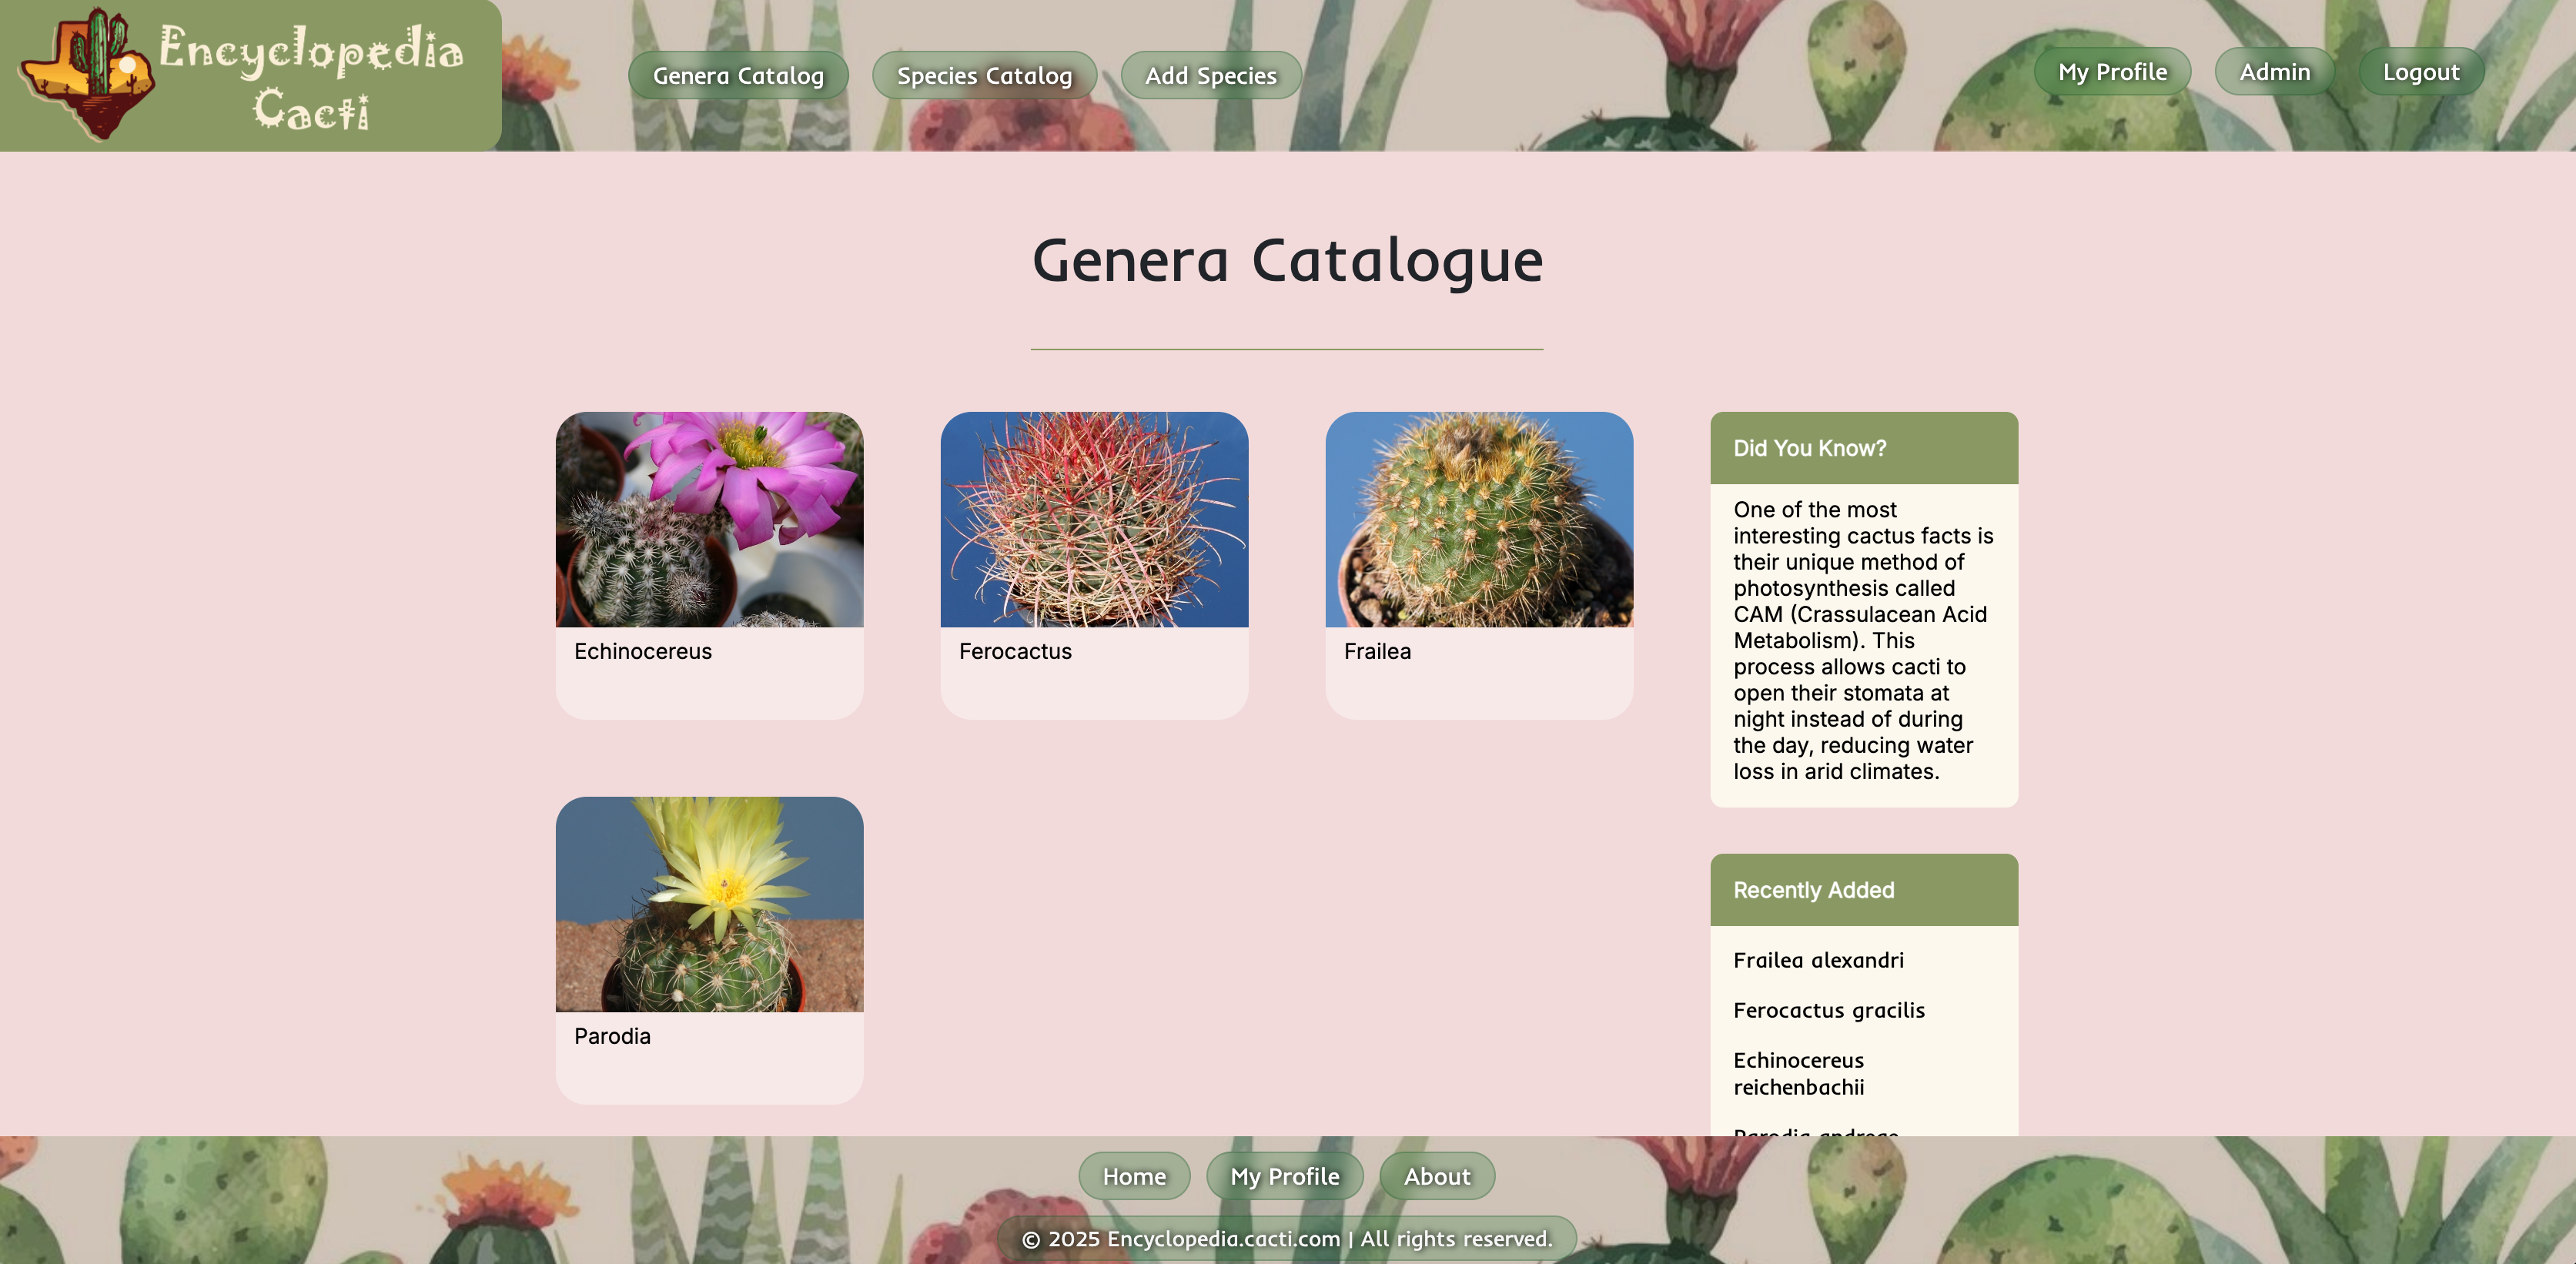 Encyclopedia
Cacti
Genera Catalog
Species Catalog
Add Species
My Profile
Admin
Logout
Genera Catalogue
Echinocereus
Ferocactus
Frailea
Parodia
Did You Know?
One of the most
interesting cactus facts is
their unique method of
photosynthesis called
CAM (Crassulacean Acid
Metabolism). This
process allows cacti to
open their stomata at
night instead of during
the day, reducing water
loss in arid climates.
Recently Added
Frailea alexandri
Ferocactus gracilis
Echinocereus
reichenbachii
Parodia andreae
Home
My Profile
About
© 2025 Encyclopedia.cacti.com | All rights reserved.